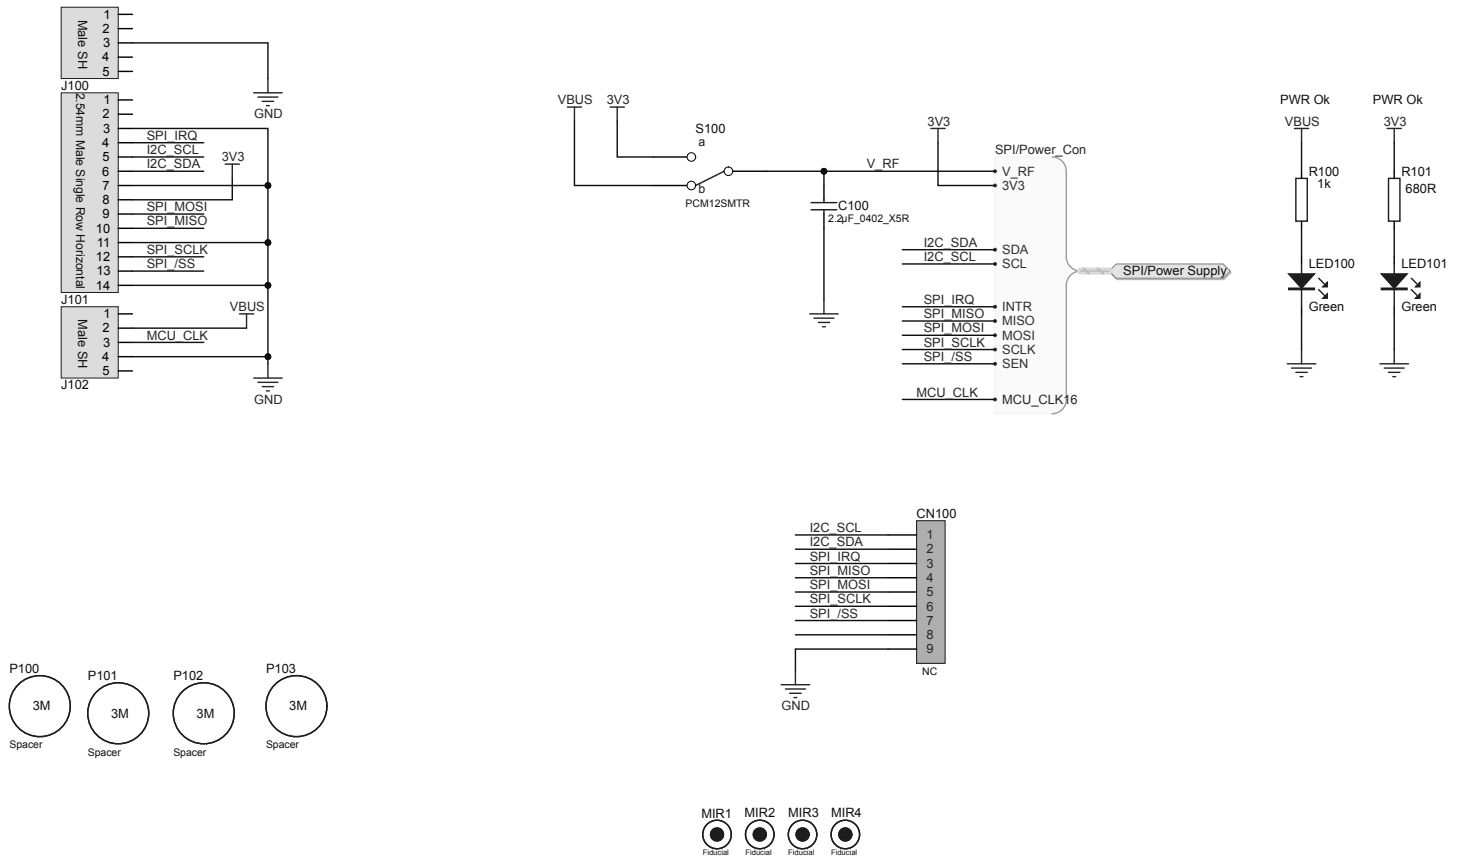 Male SH
1
2
3
4
5
J100
GND
2.54mm Male Single Row Horizontal
1
2
3
SPI_IRQ 4
I2C_SCL 5
I2C_SDA 6
3V3
7
8
SPI_MOSI 9
SPI_MISO 10
11
SPI_SCLK 12
SPI_/SS 13
14
J101
Male SH
1
VBUS
2
MCU_CLK 3
4
5
J102
GND
VBUS 3V3
S100
a
b
PCM12SMTR
V_RF
C100
2.2µF_0402_X5R
3V3
SPI/Power_Con
V_RF
3V3
I2C_SDA SDA
I2C_SCL SCL
SPI_IRQ INTR
SPI_MISO MISO
SPI_MOSI MOSI
SPI_SCLK SCLK
SPI_/SS SEN
MCU_CLK MCU_CLK16
SPI/Power Supply
PWR Ok
VBUS
R100
1k
LED100
Green
PWR Ok
3V3
R101
680R
LED101
Green
CN100
I2C_SCL 1
I2C_SDA 2
SPI_IRQ 3
SPI_MISO 4
SPI_MOSI 5
SPI_SCLK 6
SPI_/SS 7
8
9
NC
GND
P100
3M
Spacer
P101
3M
Spacer
P102
3M
Spacer
P103
3M
Spacer
MIR1 MIR2 MIR3 MIR4
Fiducial Fiducial Fiducial Fiducial